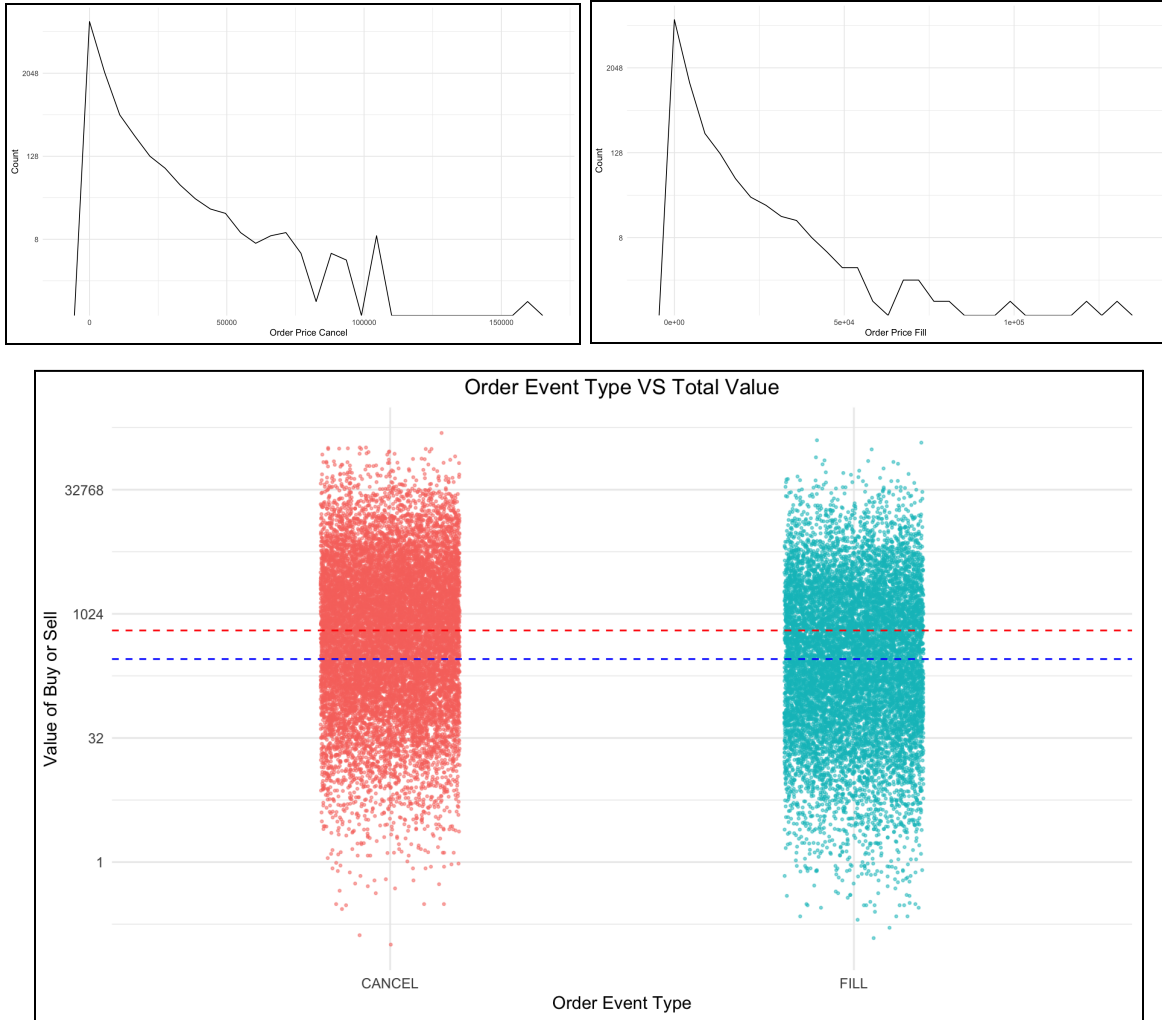 2048
128
8
Count
0
50000
100000
150000
Order Price Cancel
2048
128
8
Count
0e+00
5e+04
1e+05
Order Price Fill
Order Event Type VS Total Value
32768
1024
32
1
Value of Buy or Sell
CANCEL
FILL
Order Event Type